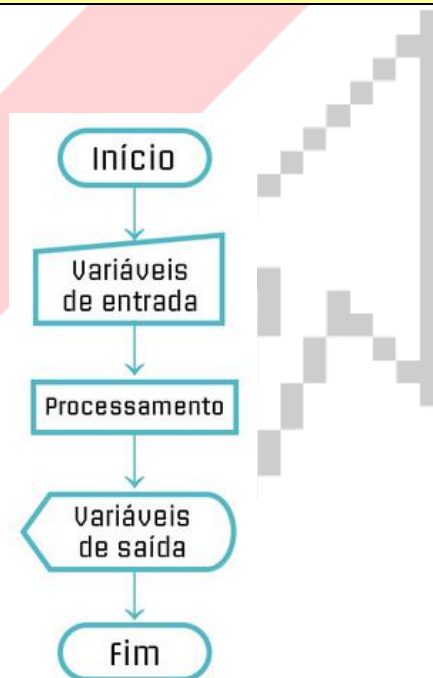 Início
Variáveis
de entrada
Processamento
Variáveis
de saída
Fim